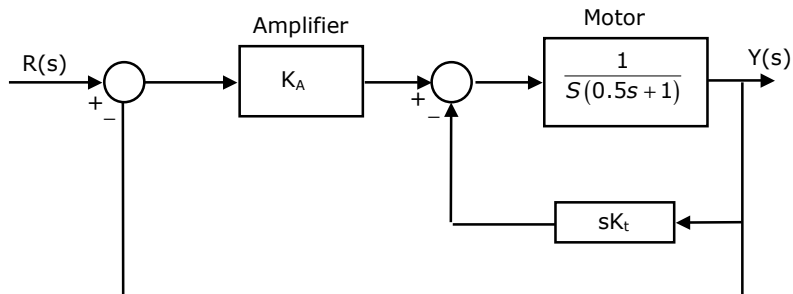 Amplifier
Motor
R(s)
K_A
1
S(0.5s+1)
Y(s)
+
−
+
−
sK_t